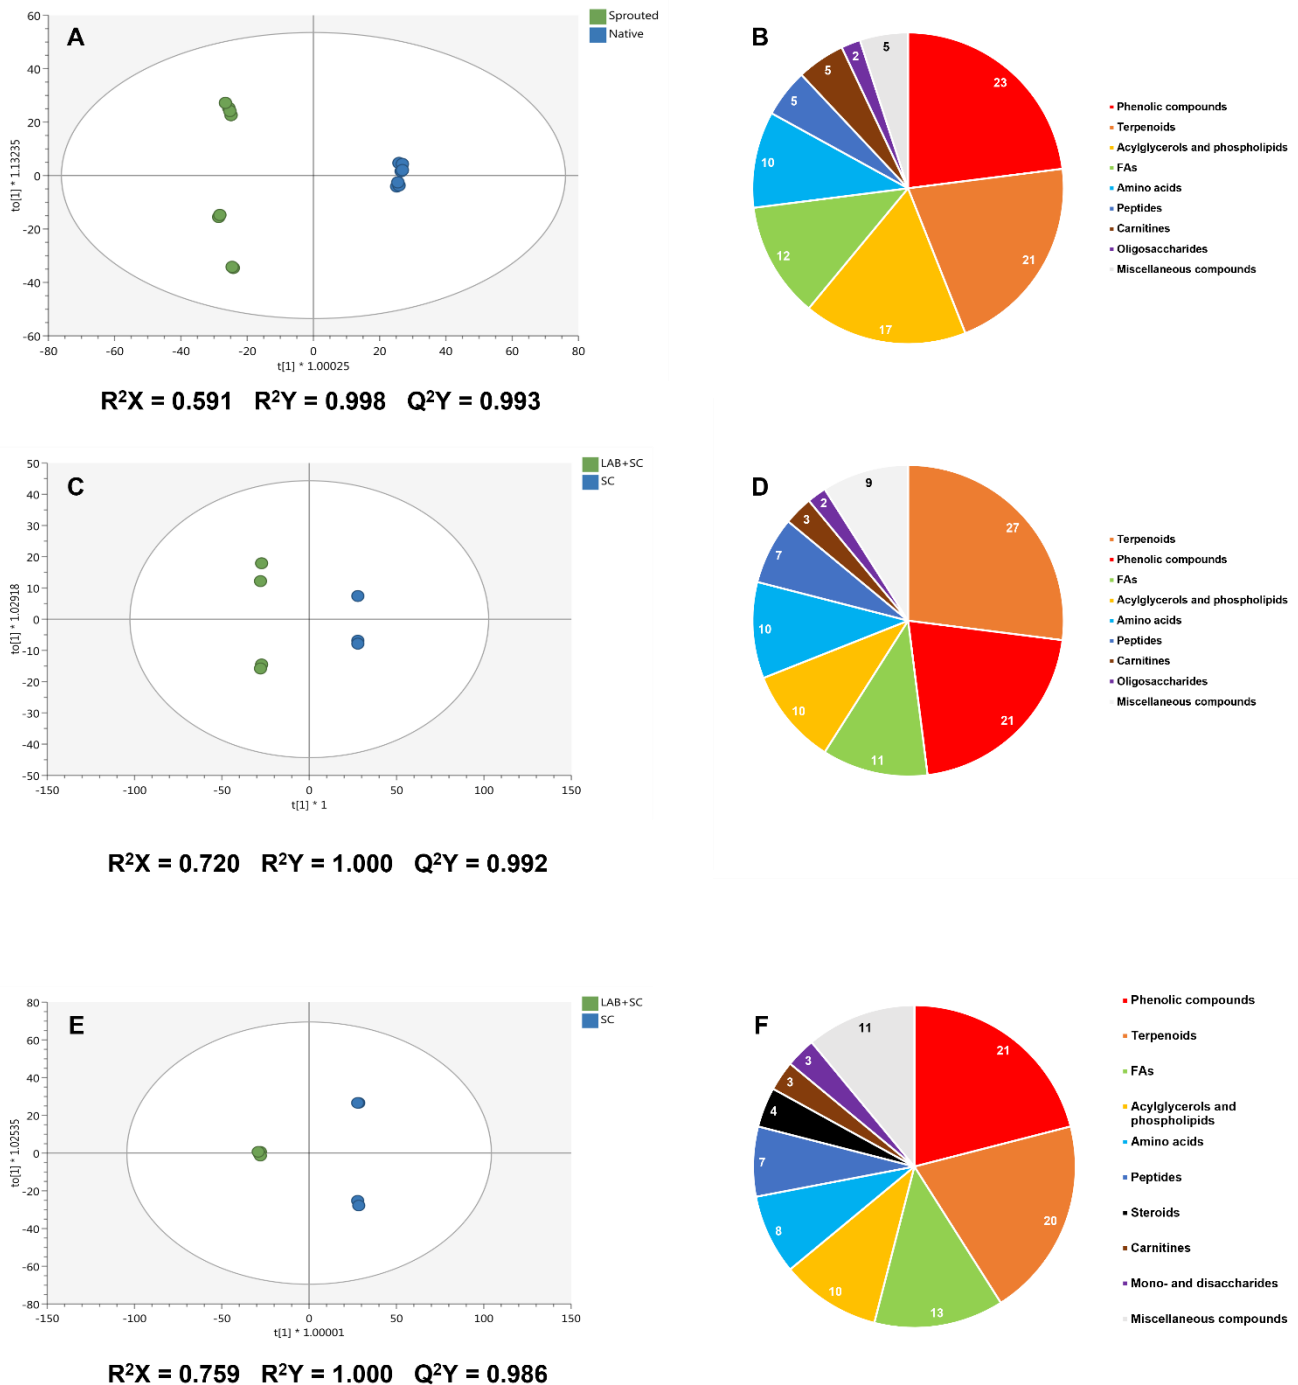 A
Sprouted
Native
60
40
20
0
-20
-40
-60
-80
-60
-40
-20
0
20
40
60
80
to[1] * 1.13235
t[1] * 1.00025
R²X = 0.591 R²Y = 0.998 Q²Y = 0.993
B
23
21
17
12
10
5
5
2
5
Phenolic compounds
Terpenoids
Acylglycerols and phospholipids
FAs
Amino acids
Peptides
Carnitines
Oligosaccharides
Miscellaneous compounds
C
LAB+SC
SC
50
40
30
20
10
0
-10
-20
-30
-40
-50
-150
-100
-50
0
50
100
150
to[1] * 1.02918
t[1] * 1
R²X = 0.720 R²Y = 1.000 Q²Y = 0.992
D
27
21
11
10
10
7
3
2
9
Terpenoids
Phenolic compounds
FAs
Acylglycerols and phospholipids
Amino acids
Peptides
Carnitines
Oligosaccharides
Miscellaneous compounds
E
LAB+SC
SC
80
60
40
20
0
-20
-40
-60
-80
-150
-100
-50
0
50
100
150
to[1] * 1.02535
t[1] * 1.00001
R²X = 0.759 R²Y = 1.000 Q²Y = 0.986
F
21
20
13
10
8
7
4
3
3
11
Phenolic compounds
Terpenoids
FAs
Acylglycerols and
phospholipids
Amino acids
Peptides
Steroids
Carnitines
Mono- and disaccharides
Miscellaneous compounds